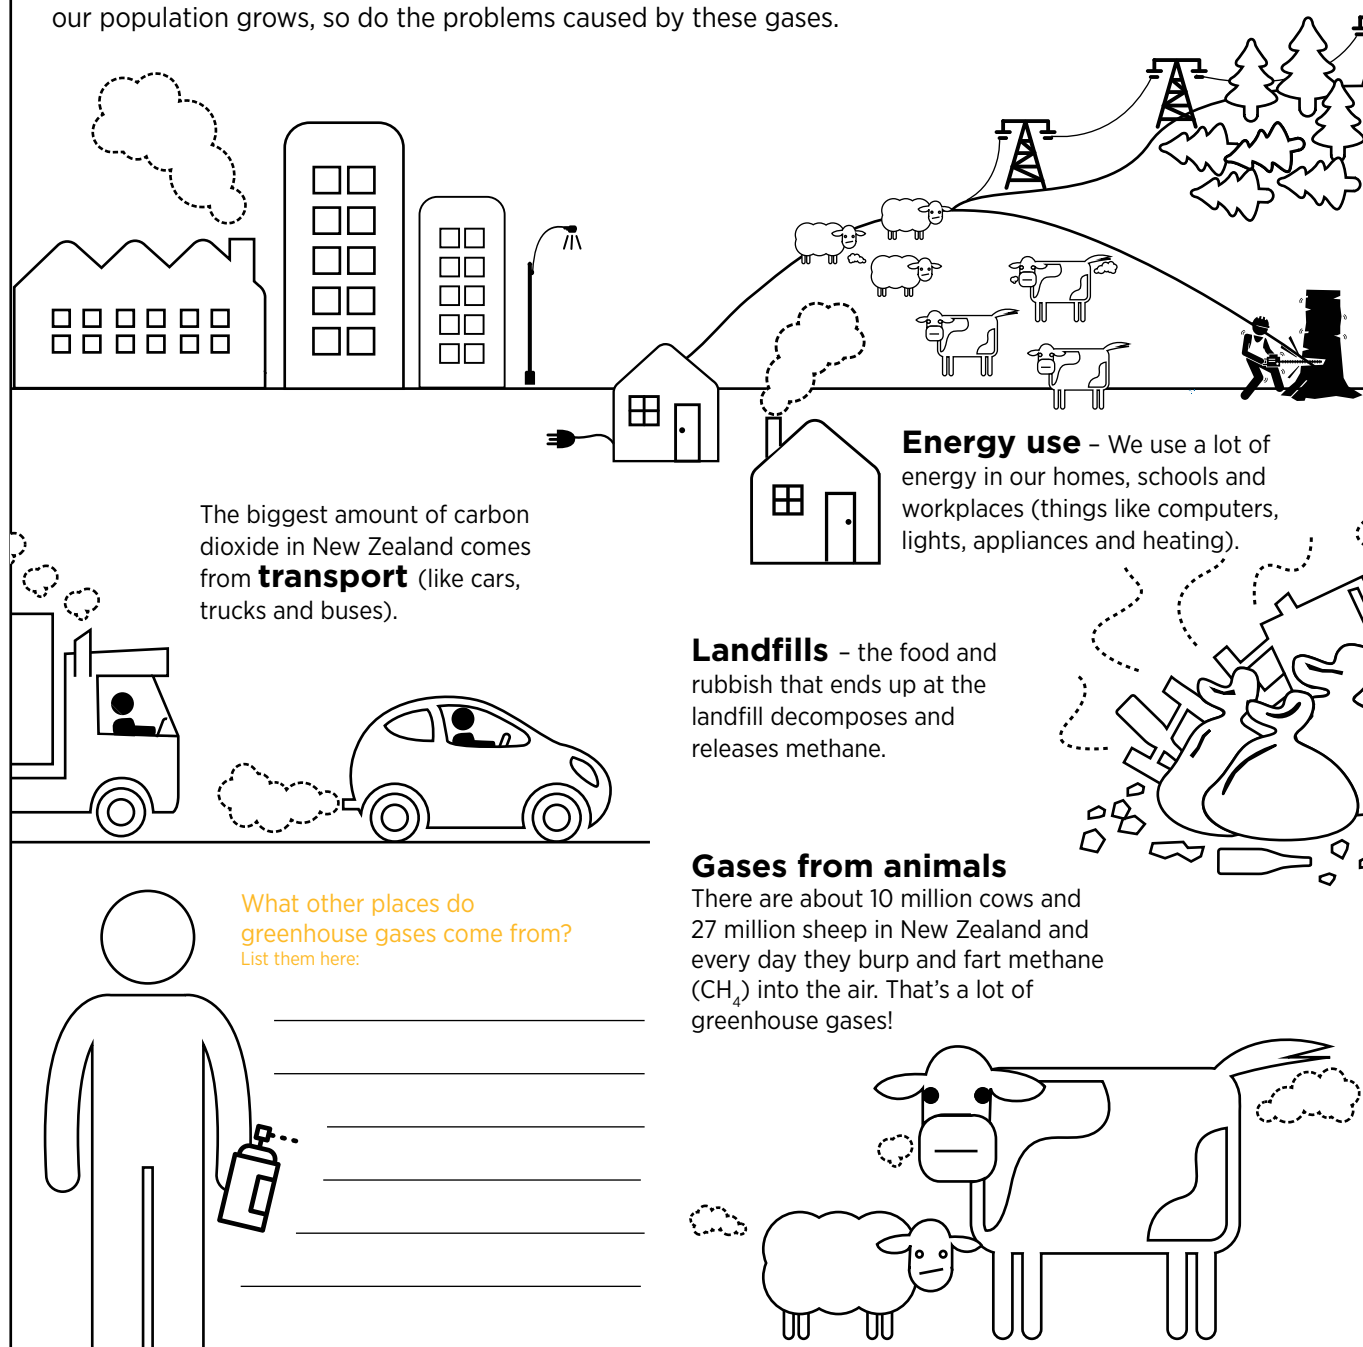 our population grows, so do the problems caused by these gases.
Energy use – We use a lot of
energy in our homes, schools and
workplaces (things like computers,
lights, appliances and heating).
The biggest amount of carbon
dioxide in New Zealand comes
from transport (like cars,
trucks and buses).
Landfills – the food and
rubbish that ends up at the
landfill decomposes and
releases methane.
Gases from animals
There are about 10 million cows and
27 million sheep in New Zealand and
every day they burp and fart methane
(CH₄) into the air. That’s a lot of
greenhouse gases!
What other places do
greenhouse gases come from?
List them here: